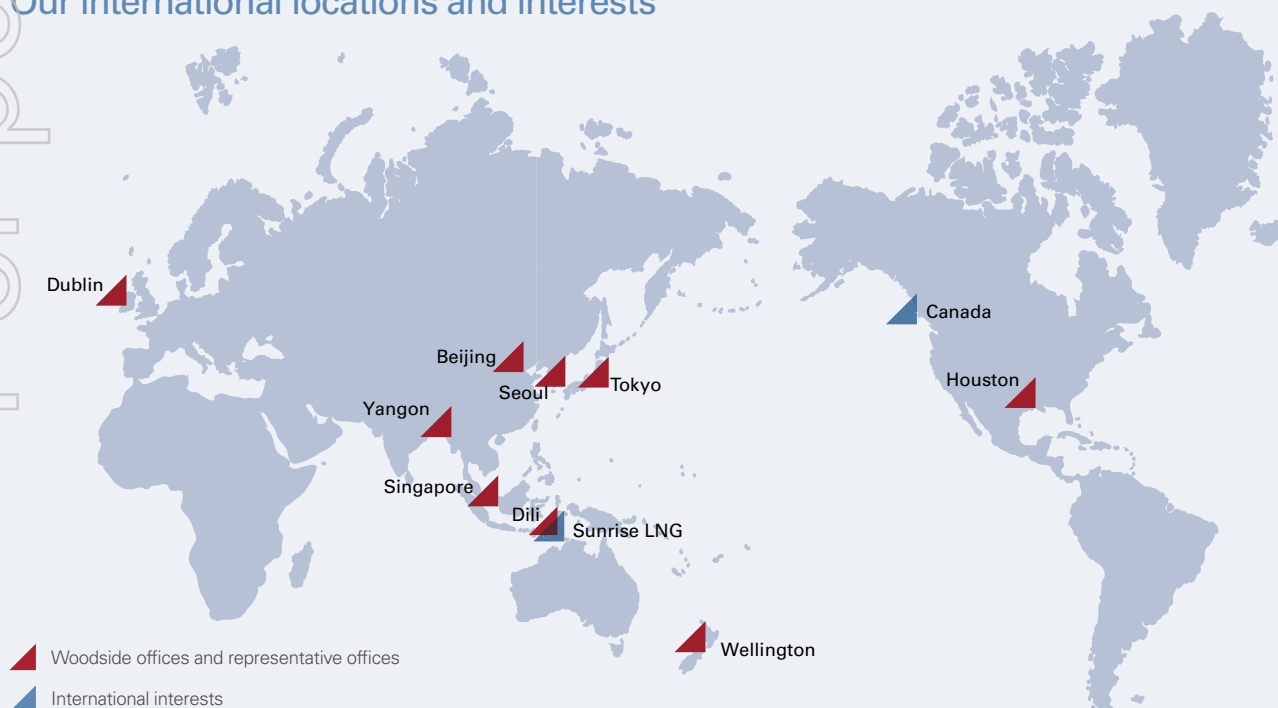 Our international locations and interests
Dublin
Canada
Beijing
Houston
Seoul
Tokyo
Yangon
Singapore
Dili
Sunrise LNG
Wellington
Woodside offices and representative offices
International interests